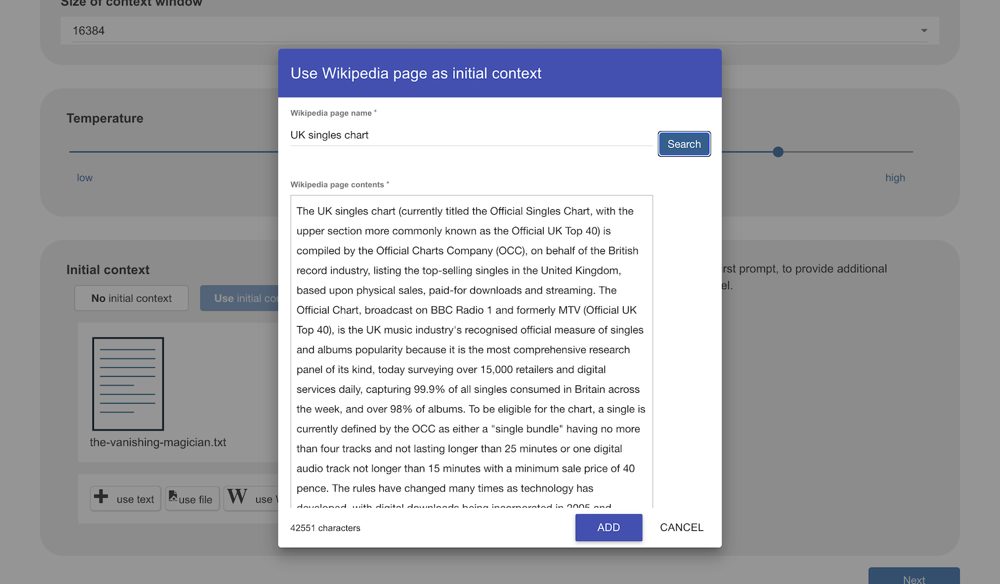 Size of context window
16384
Use Wikipedia page as initial context
Wikipedia page name *
UK singles chart
Search
Temperature
low
high
Wikipedia page contents *
The UK singles chart (currently titled the Official Singles Chart, with the
upper section more commonly known as the Official UK Top 40) is
compiled by the Official Charts Company (OCC), on behalf of the British
record industry, listing the top-selling singles in the United Kingdom,
based upon physical sales, paid-for downloads and streaming. The
Official Chart, broadcast on BBC Radio 1 and formerly MTV (Official UK
Top 40), is the UK music industry's recognised official measure of singles
and albums popularity because it is the most comprehensive research
panel of its kind, today surveying over 15,000 retailers and digital
services daily, capturing 99.9% of all singles consumed in Britain across
the week, and over 98% of albums. To be eligible for the chart, a single is
currently defined by the OCC as either a "single bundle" having no more
than four tracks and not lasting longer than 25 minutes or one digital
audio track not longer than 15 minutes with a minimum sale price of 40
pence. The rules have changed many times as technology has
developed, with digital downloads being incorporated in 2005 and
42551 characters
ADD
CANCEL
Initial context
rst prompt, to provide additional
el.
No initial context
Use initial co
the-vanishing-magician.txt
use text
use file
W use
Next